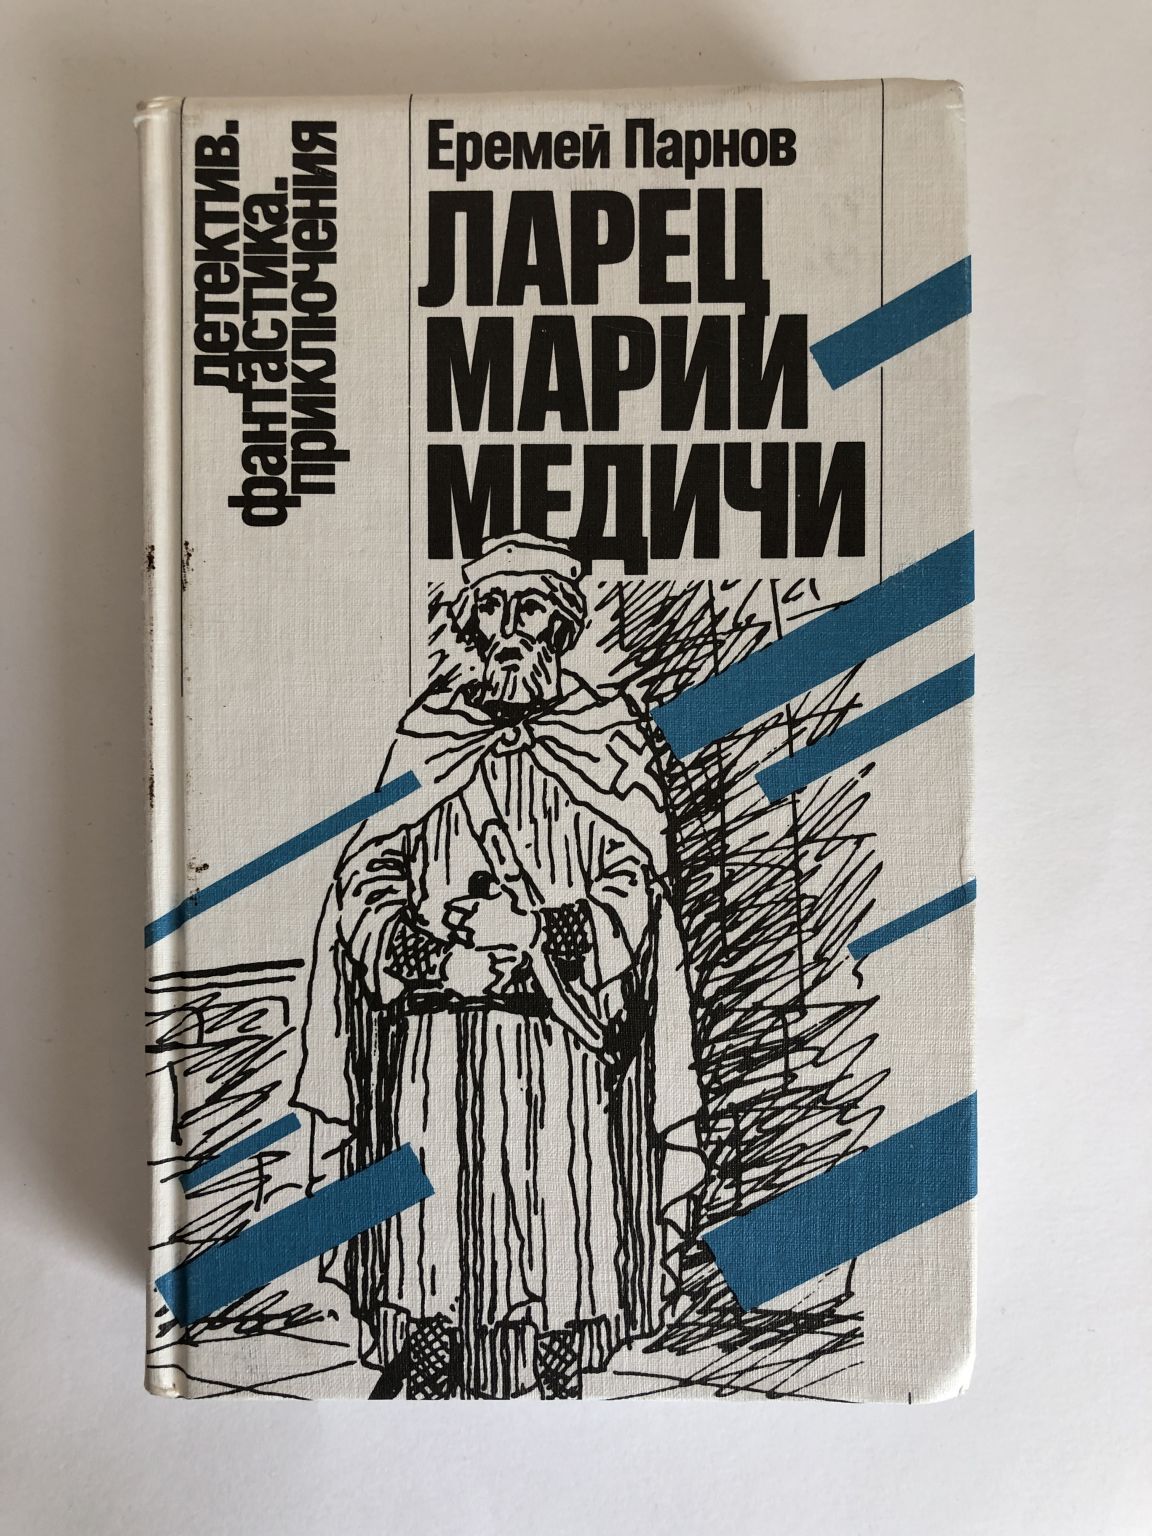 Детектив.
фантастика.
приключения
Еремей Парнов
ЛАРЕЦ
МАРИИ
МЕДИЧИ